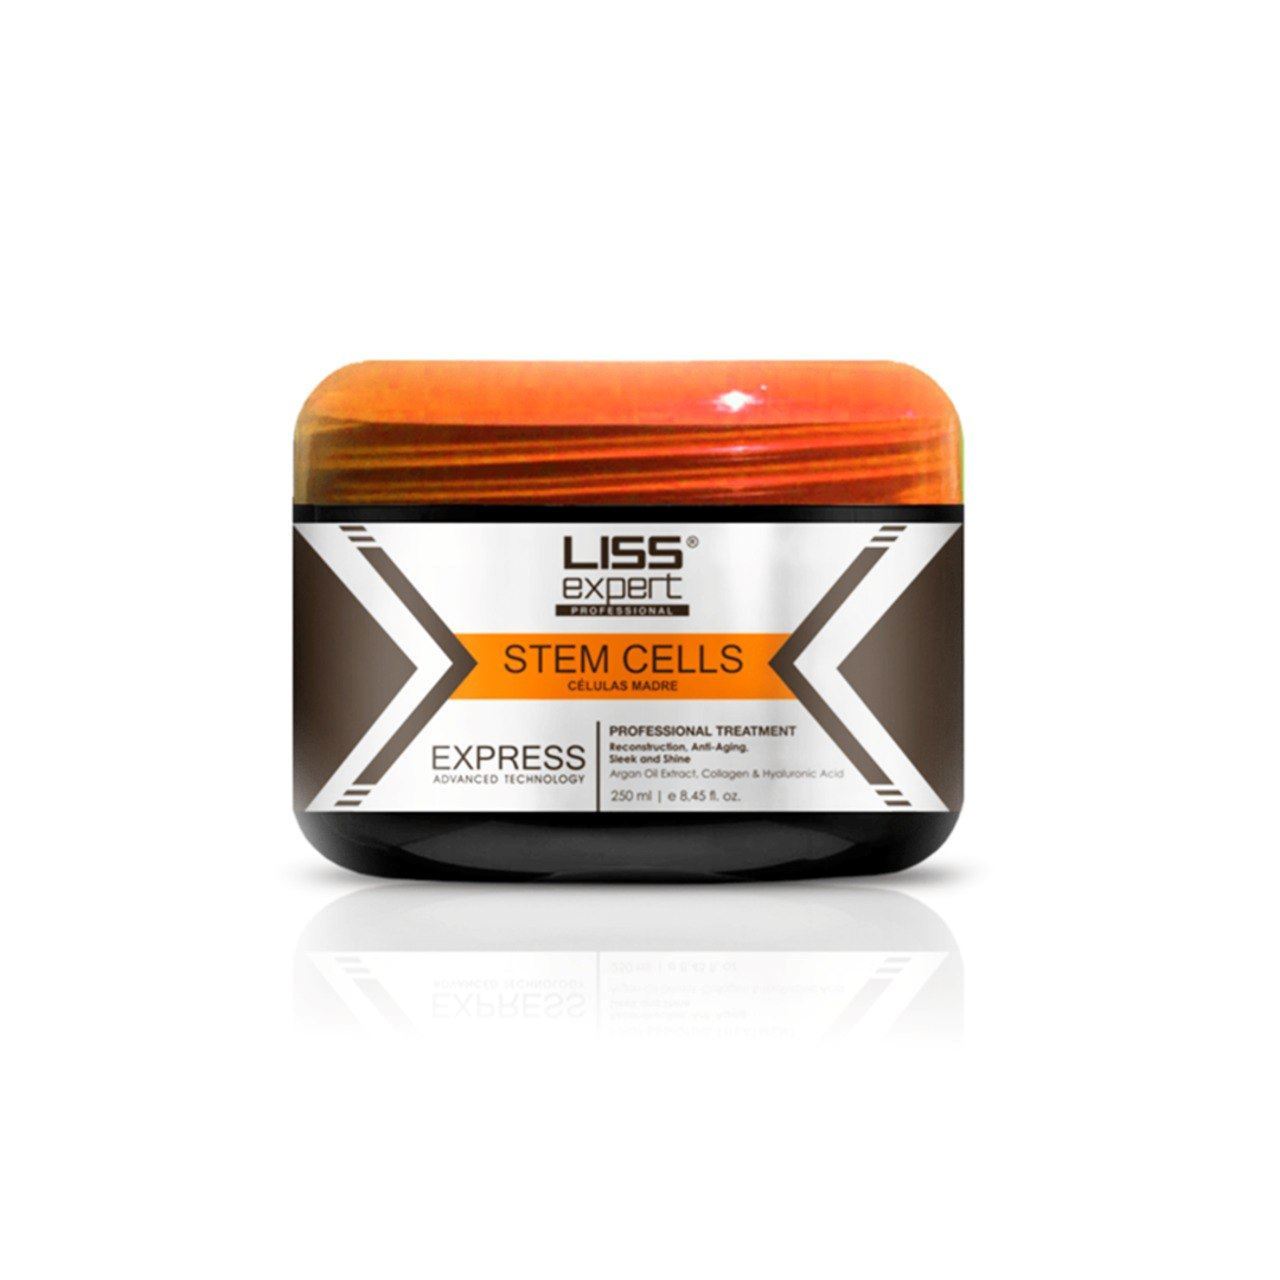 LISS®
expert
PROFESSIONAL
STEM CELLS
CÉLULAS MADRE
EXPRESS
ADVANCED TECHNOLOGY
PROFESSIONAL TREATMENT
Reconstruction, Anti-Aging,
Sleek and Shine
Argan Oil Extract, Collagen & Hyaluronic Acid
250 ml | e 8,45 fl. oz.